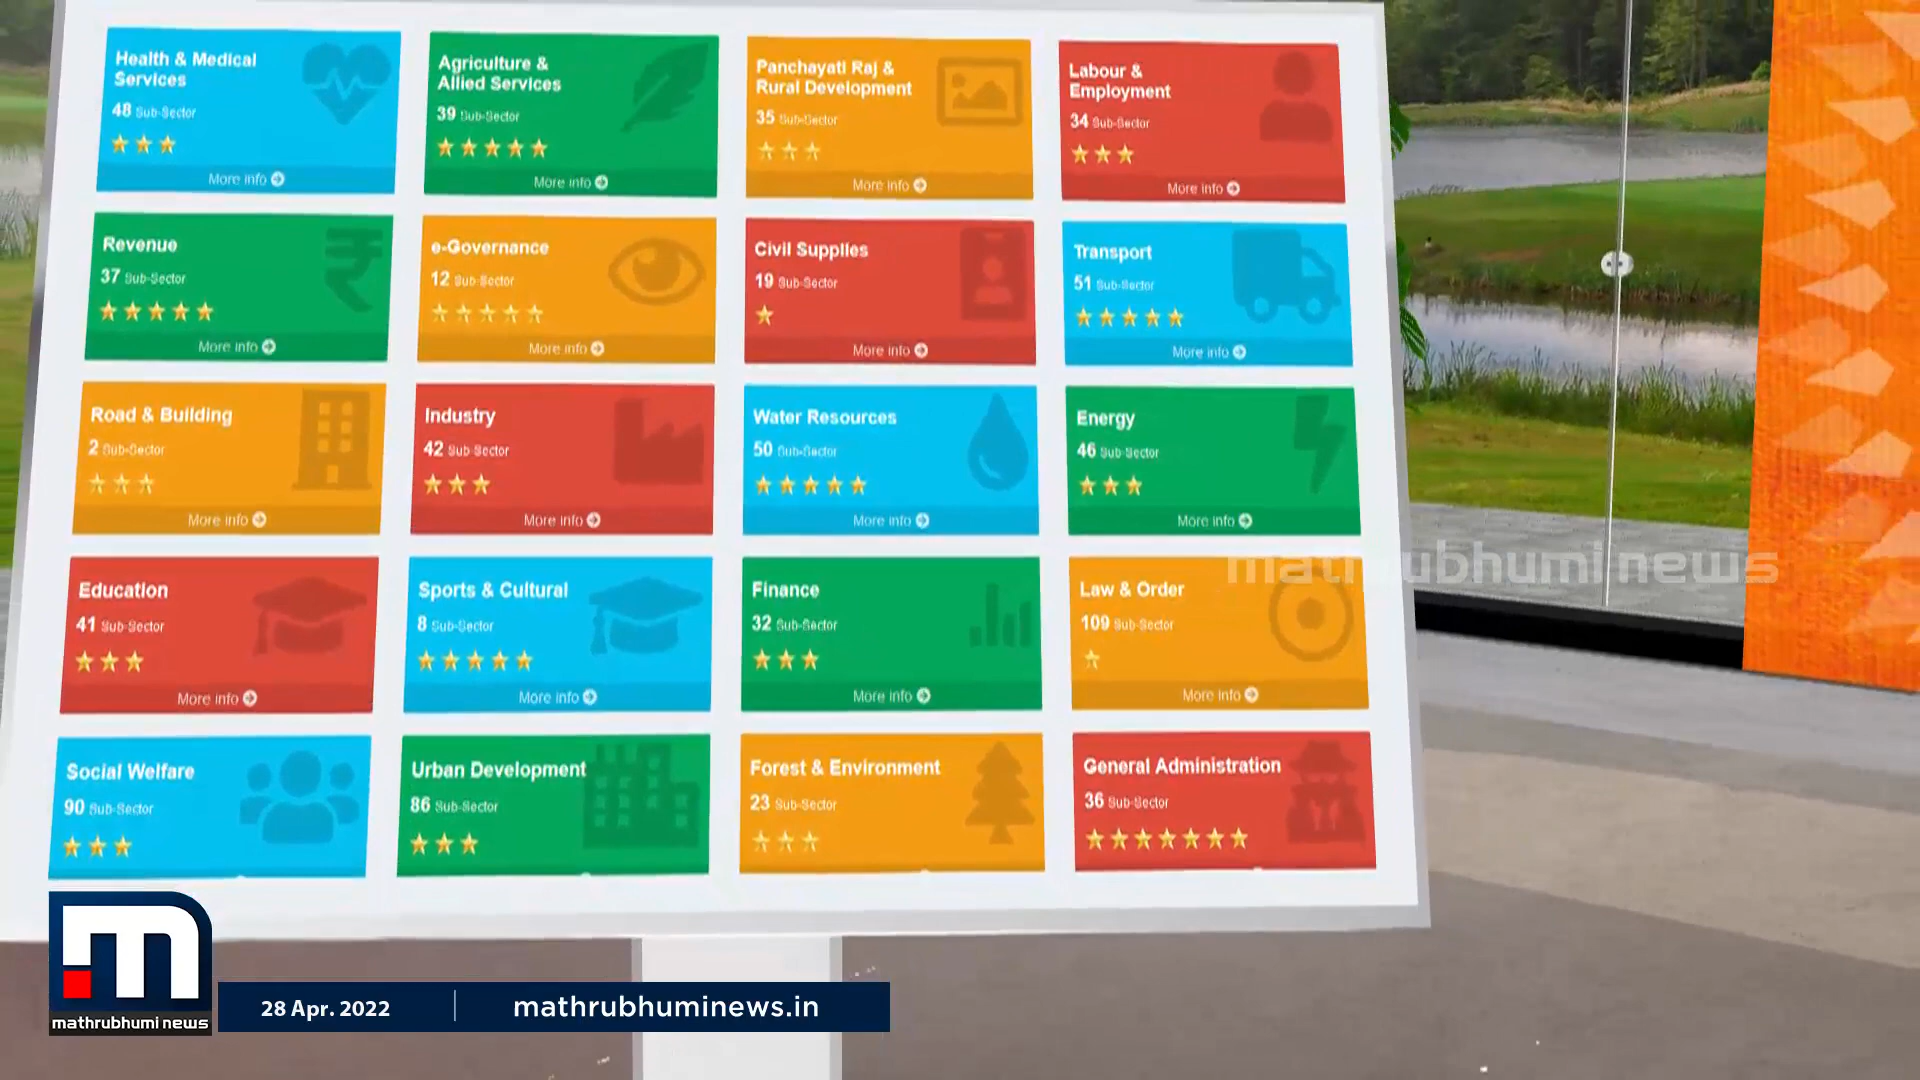 Health & Medical
Services
48 Sub-Sector
More info
Agriculture &
Allied Services
39 Sub-Sector
More info
Panchayati Raj &
Rural Development
35 Sub-Sector
More info
Labour &
Employment
34 Sub-Sector
More info
Revenue
37 Sub-Sector
More info
e-Governance
12 Sub-Sector
More info
Civil Supplies
19 Sub-Sector
More info
Transport
51 Sub-Sector
More info
Road & Building
2 Sub-Sector
More info
Industry
42 Sub-Sector
More info
Water Resources
50 Sub-Sector
More info
Energy
46 Sub-Sector
More info
Education
41 Sub-Sector
More info
Sports & Cultural
8 Sub-Sector
More info
Finance
32 Sub-Sector
More info
Law & Order
109 Sub-Sector
More info
Social Welfare
90 Sub-Sector
Urban Development
86 Sub-Sector
Forest & Environment
23 Sub-Sector
General Administration
36 Sub-Sector
mathrubhumi news
mathrubhumi news
28 Apr. 2022
mathrubhuminews.in